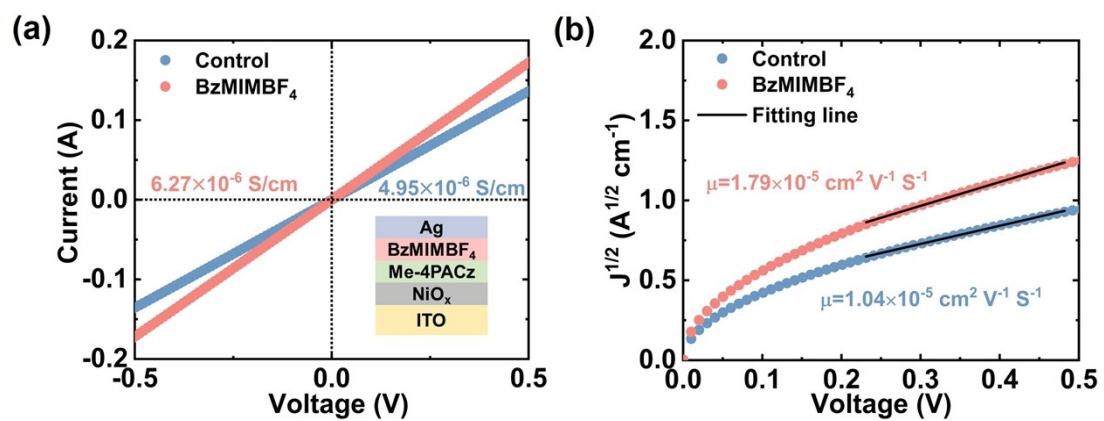 (a)
0.2
0.1
0.0
-0.1
-0.2
Current (A)
Control
BzMIMBF₄
6.27×10⁻⁶ S/cm
4.95×10⁻⁶ S/cm
Ag
BzMIMBF₄
Me-4PACz
NiOₓ
ITO
-0.5
0.0
0.5
Voltage (V)
(b)
2.0
1.5
1.0
0.5
0.0
J¹ᐟ² (A¹ᐟ² cm⁻¹)
Control
BzMIMBF₄
Fitting line
μ=1.79×10⁻⁵ cm² V⁻¹ S⁻¹
μ=1.04×10⁻⁵ cm² V⁻¹ S⁻¹
0.0 0.1 0.2 0.3 0.4 0.5
Voltage (V)